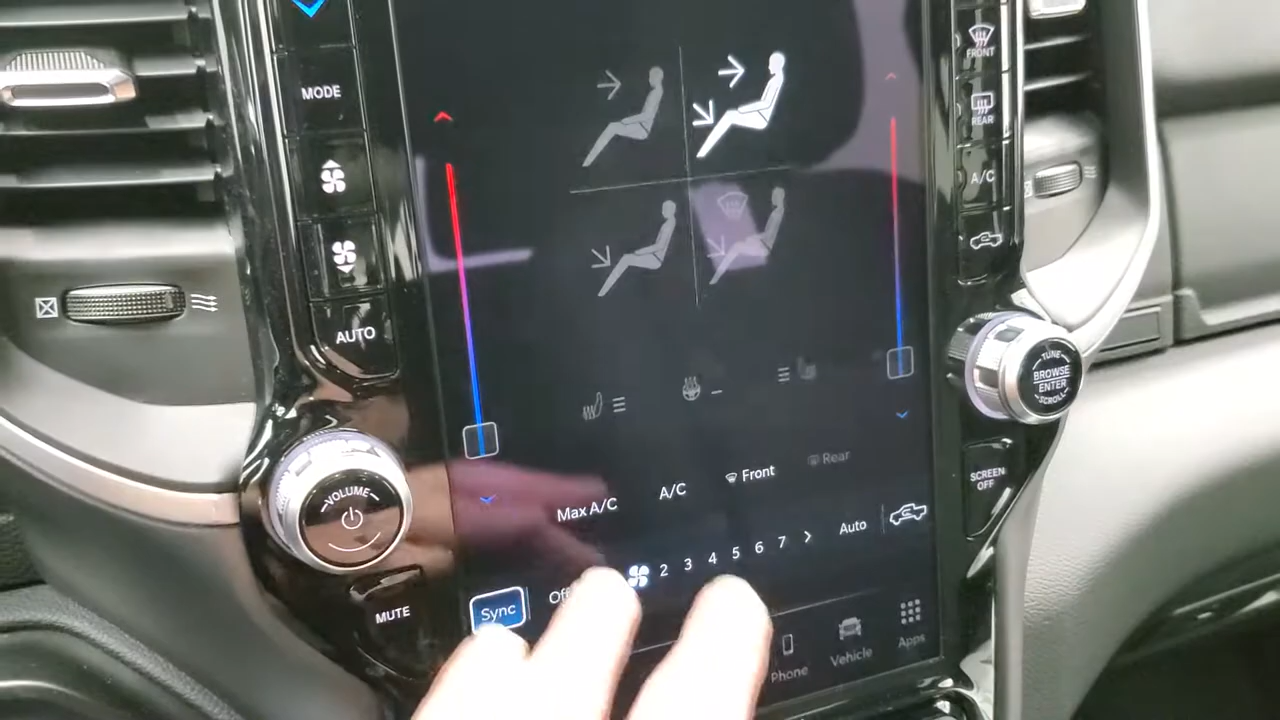 MODE
AUTO
VOLUME
MUTE
Max A/C
A/C
Front
Rear
2 3 4 5 6 7 >
Auto
Sync
Phone
Vehicle
Apps
FRONT
REAR
A/C
TUNE
BROWSE
ENTER
SCROLL
SCREEN
OFF